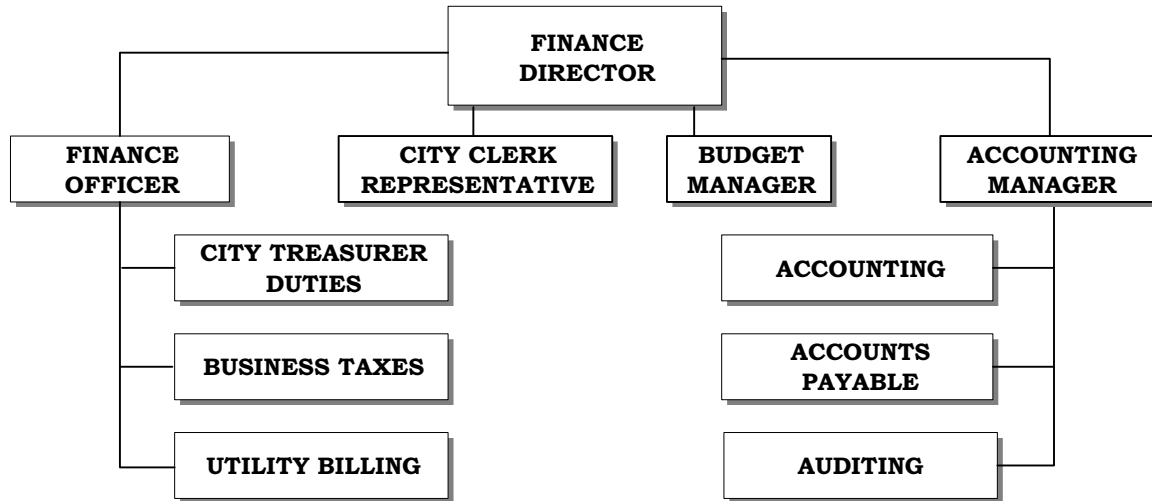 FINANCE
DIRECTOR
FINANCE
OFFICER
CITY CLERK
REPRESENTATIVE
BUDGET
MANAGER
ACCOUNTING
MANAGER
CITY TREASURER
DUTIES
BUSINESS TAXES
UTILITY BILLING
ACCOUNTING
ACCOUNTS
PAYABLE
AUDITING